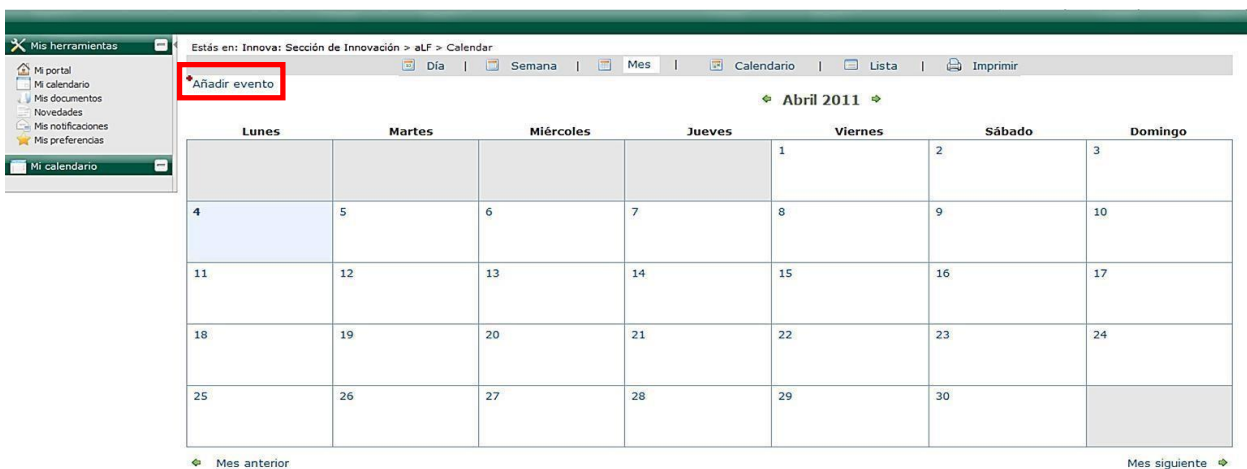 Mis herramientas
Mi portal
Mi calendario
Mis documentos
Novedades
Mis notificaciones
Mis preferencias
Mi calendario
Estás en: Innova: Sección de Innovación > aLF > Calendar
Día | Semana | Mes | Calendario | Lista | Imprimir
Añadir evento
Abril 2011
Lunes Martes Miércoles Jueves Viernes Sábado Domingo
1 2 3
4 5 6 7 8 9 10
11 12 13 14 15 16 17
18 19 20 21 22 23 24
25 26 27 28 29 30
Mes anterior Mes siguiente